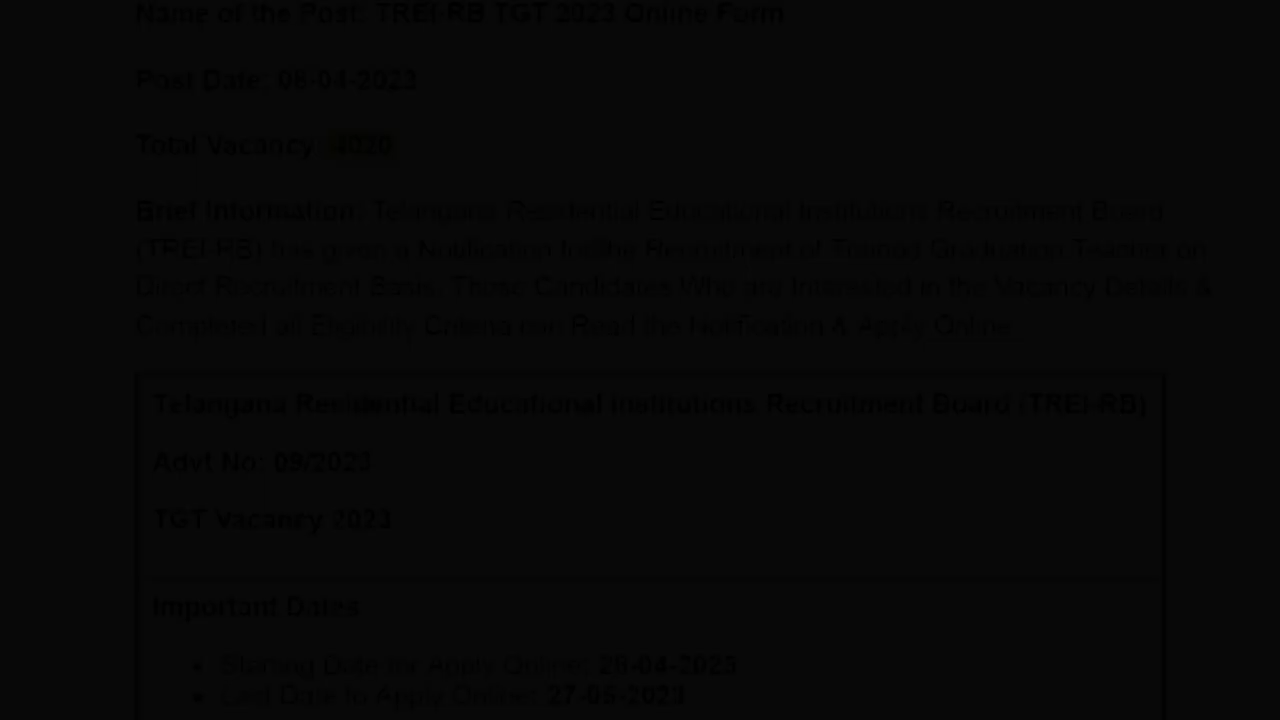 Name of the Post: TREI-RB TGT 2023 Online Form
Post Date: 06-04-2023
Total Vacancy: 4020
Brief Information: Telangana Residential Educational Institutions Recruitment Board
(TREI-RB) has given a Notification for the Recruitment of Trained Graduation Teacher on
Direct Recruitment Basis. Those Candidates Who are Interested in the Vacancy Details &
Completed all Eligibility Criteria can Read the Notification & Apply Online.
Telangana Residential Educational Institutions Recruitment Board (TREI-RB)
Advt No: 09/2023
TGT Vacancy 2023
Important Dates
• Starting Date for Apply Online: 28-04-2023
• Last Date to Apply Online: 27-05-2023